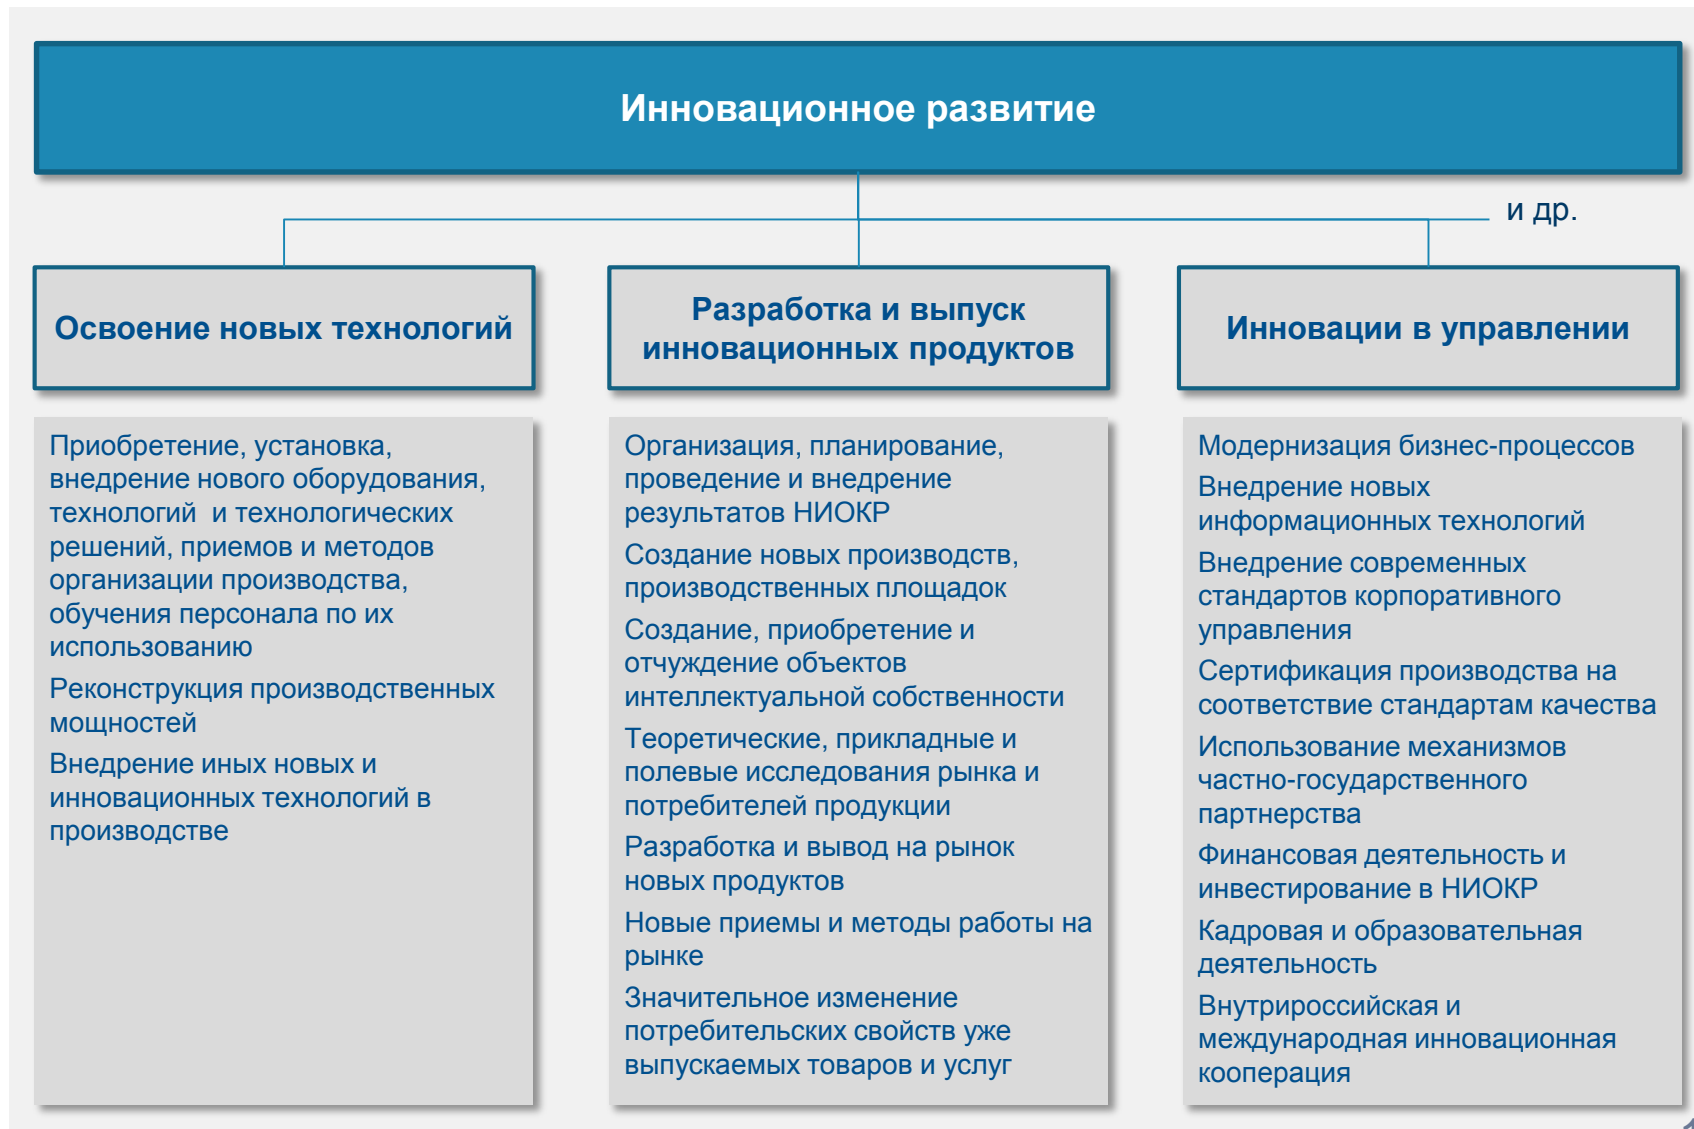 Инновационное развитие
и др.
Освоение новых технологий
Разработка и выпуск
инновационных продуктов
Инновации в управлении
Приобретение, установка,
внедрение нового оборудования,
технологий и технологических
решений, приемов и методов
организации производства,
обучения персонала по их
использованию
Реконструкция производственных
мощностей
Внедрение иных новых и
инновационных технологий в
производстве
Организация, планирование,
проведение и внедрение
результатов НИОКР
Создание новых производств,
производственных площадок
Создание, приобретение и
отчуждение объектов
интеллектуальной собственности
Теоретические, прикладные и
полевые исследования рынка и
потребителей продукции
Разработка и вывод на рынок
новых продуктов
Новые приемы и методы работы на
рынке
Значительное изменение
потребительских свойств уже
выпускаемых товаров и услуг
Модернизация бизнес-процессов
Внедрение новых
информационных технологий
Внедрение современных
стандартов корпоративного
управления
Сертификация производства на
соответствие стандартам качества
Использование механизмов
частно-государственного
партнерства
Финансовая деятельность и
инвестирование в НИОКР
Кадровая и образовательная
деятельность
Внутрироссийская и
международная инновационная
кооперация